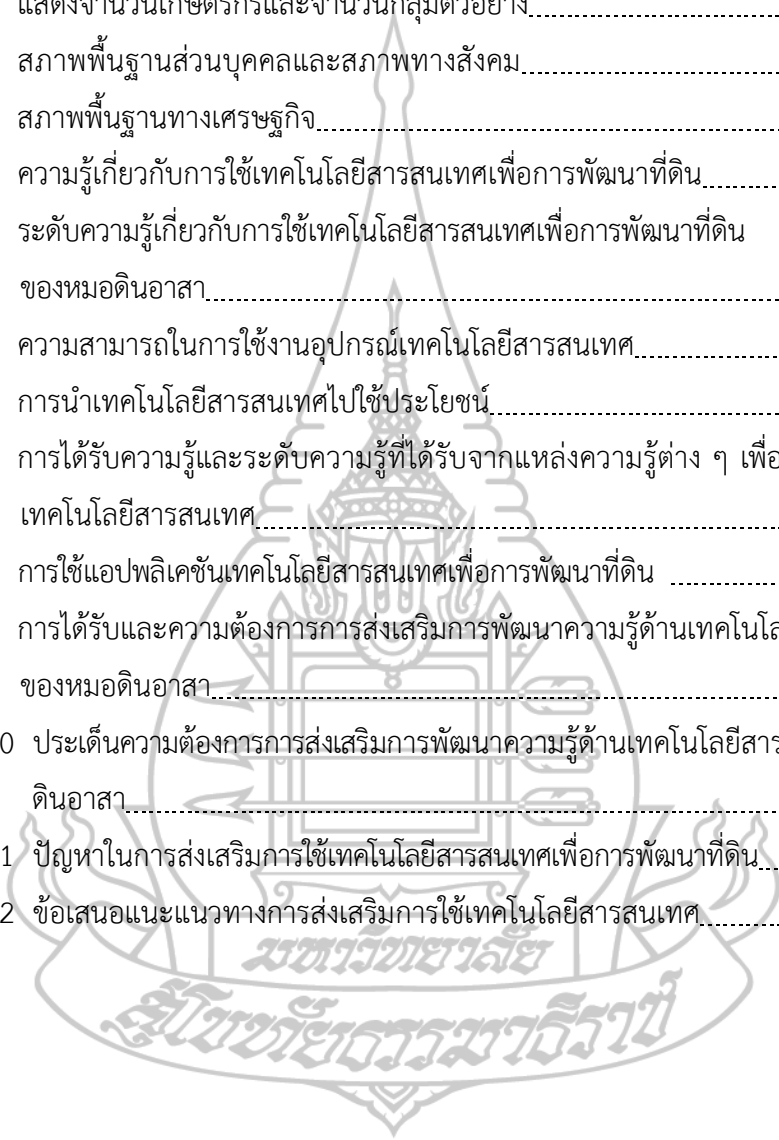 แสดงจำนวนเกษตรกรและจำนวนกลุ่มตัวอย่าง
สภาพพื้นฐานส่วนบุคคลและสภาพทางสังคม
สภาพพื้นฐานทางเศรษฐกิจ
ความรู้เกี่ยวกับการใช้เทคโนโลยีสารสนเทศเพื่อการพัฒนาที่ดิน
ระดับความรู้เกี่ยวกับการใช้เทคโนโลยีสารสนเทศเพื่อการพัฒนาที่ดิน
ของหมอดินอาสา
ความสามารถในการใช้งานอุปกรณ์เทคโนโลยีสารสนเทศ
การนำเทคโนโลยีสารสนเทศไปใช้ประโยชน์
การได้รับความรู้และระดับความรู้ที่ได้รับจากแหล่งความรู้ต่าง ๆ เพื่อ
เทคโนโลยีสารสนเทศ
การใช้แอปพลิเคชันเทคโนโลยีสารสนเทศเพื่อการพัฒนาที่ดิน
การได้รับและความต้องการการส่งเสริมการพัฒนาความรู้ด้านเทคโนโล
ของหมอดินอาสา
0 ประเด็นความต้องการการส่งเสริมการพัฒนาความรู้ด้านเทคโนโลยีสาร
ดินอาสา
1 ปัญหาในการส่งเสริมการใช้เทคโนโลยีสารสนเทศเพื่อการพัฒนาที่ดิน
2 ข้อเสนอแนะแนวทางการส่งเสริมการใช้เทคโนโลยีสารสนเทศ
มหาวิทยาลัย
สุโขทัยธรรมาธิราช